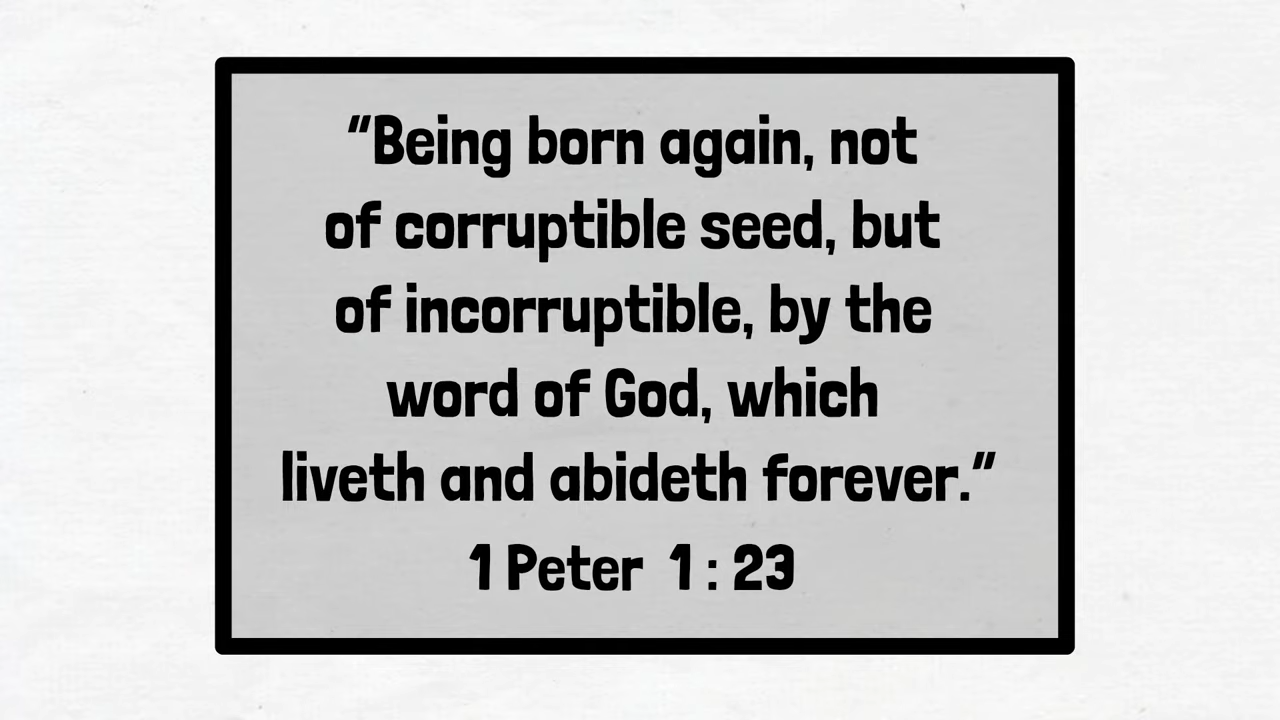 “Being born again, not
of corruptible seed, but
of incorruptible, by the
word of God, which
liveth and abideth forever.”
1 Peter 1 : 23